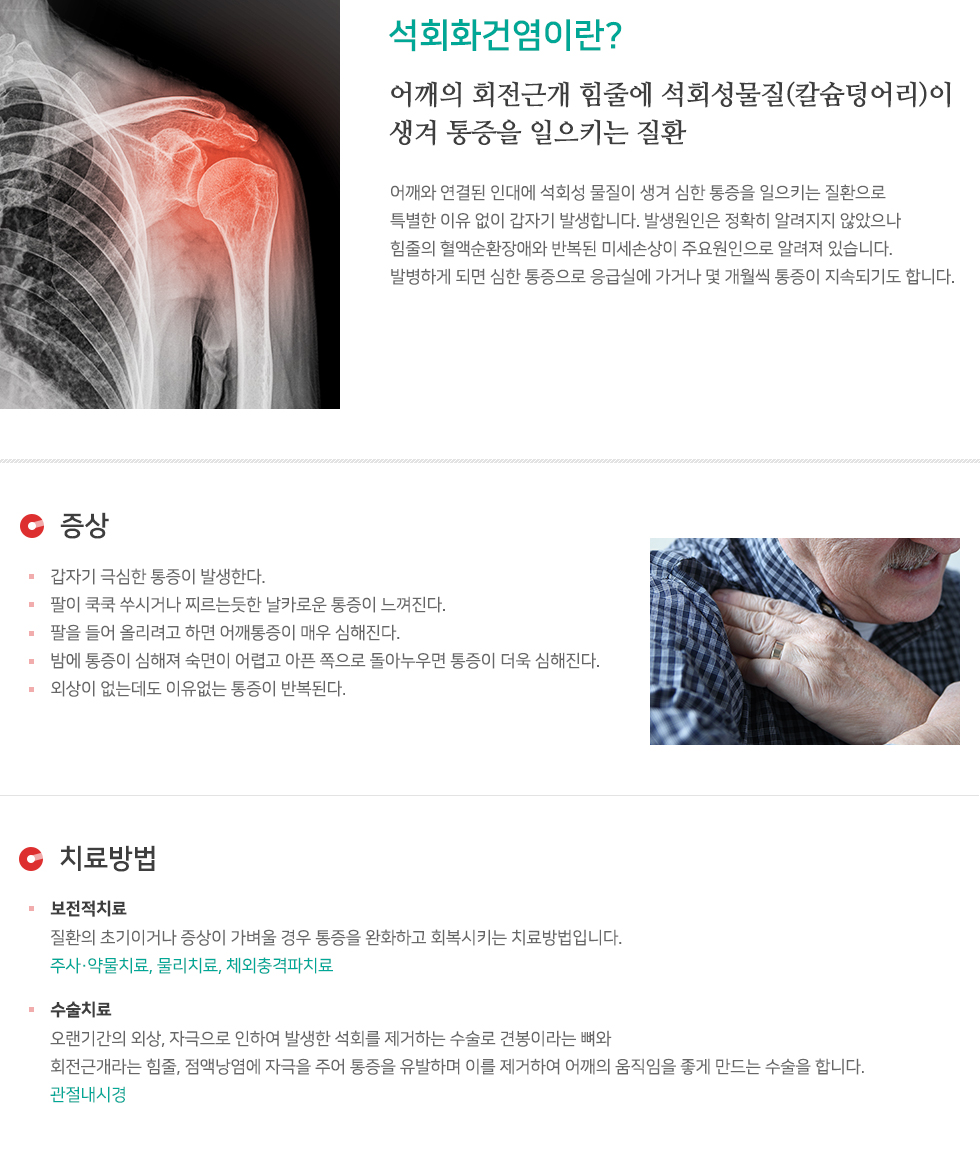 석회화건염이란?
어깨의 회전근개 힘줄에 석회성물질(칼슘덩어리)이
생겨 통증을 일으키는 질환
어깨와 연결된 인대에 석회성 물질이 생겨 심한 통증을 일으키는 질환으로
특별한 이유 없이 갑자기 발생합니다. 발생원인은 정확히 알려지지 않았으나
힘줄의 혈액순환장애와 반복된 미세손상이 주요원인으로 알려져 있습니다.
발병하게 되면 심한 통증으로 응급실에 가거나 몇 개월씩 통증이 지속되기도 합니다.
증상
갑자기 극심한 통증이 발생한다.
팔이 쿡쿡 쑤시거나 찌르는듯한 날카로운 통증이 느껴진다.
팔을 들어 올리려고 하면 어깨통증이 매우 심해진다.
밤에 통증이 심해져 숙면이 어렵고 아픈 쪽으로 돌아누우면 통증이 더욱 심해진다.
외상이 없는데도 이유없는 통증이 반복된다.
치료방법
보전적치료
질환의 초기이거나 증상이 가벼울 경우 통증을 완화하고 회복시키는 치료방법입니다.
주사·약물치료, 물리치료, 체외충격파치료
수술치료
오랜기간의 외상, 자극으로 인하여 발생한 석회를 제거하는 수술로 견봉이라는 뼈와
회전근개라는 힘줄, 점액낭염에 자극을 주어 통증을 유발하며 이를 제거하여 어깨의 움직임을 좋게 만드는 수술을 합니다.
관절내시경